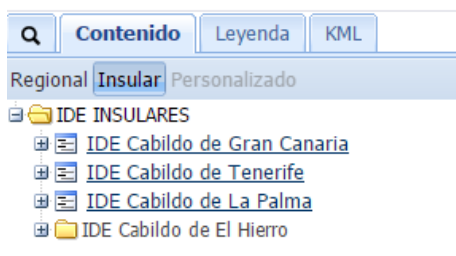 Contenido Leyenda KML
Regional Insular Personalizado
IDE INSULARES
IDE Cabildo de Gran Canaria
IDE Cabildo de Tenerife
IDE Cabildo de La Palma
IDE Cabildo de El Hierro